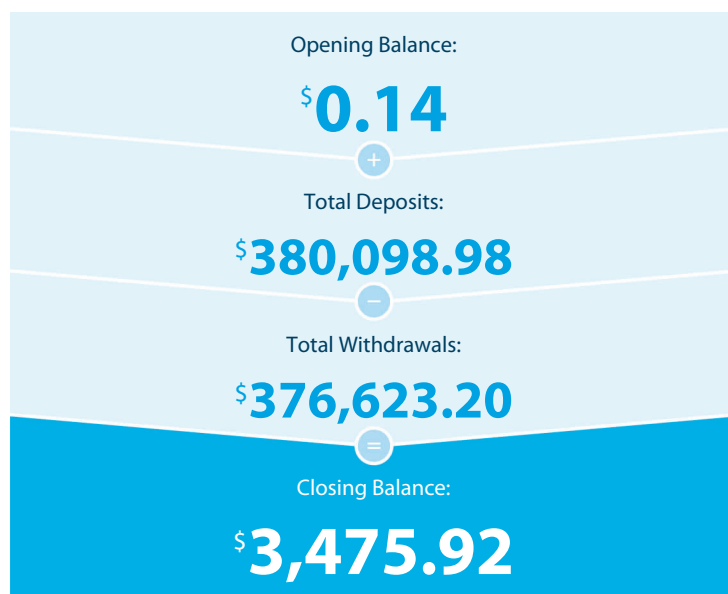 Opening Balance:
$0.14
+
Total Deposits:
$380,098.98
−
Total Withdrawals:
$376,623.20
=
Closing Balance:
$3,475.92